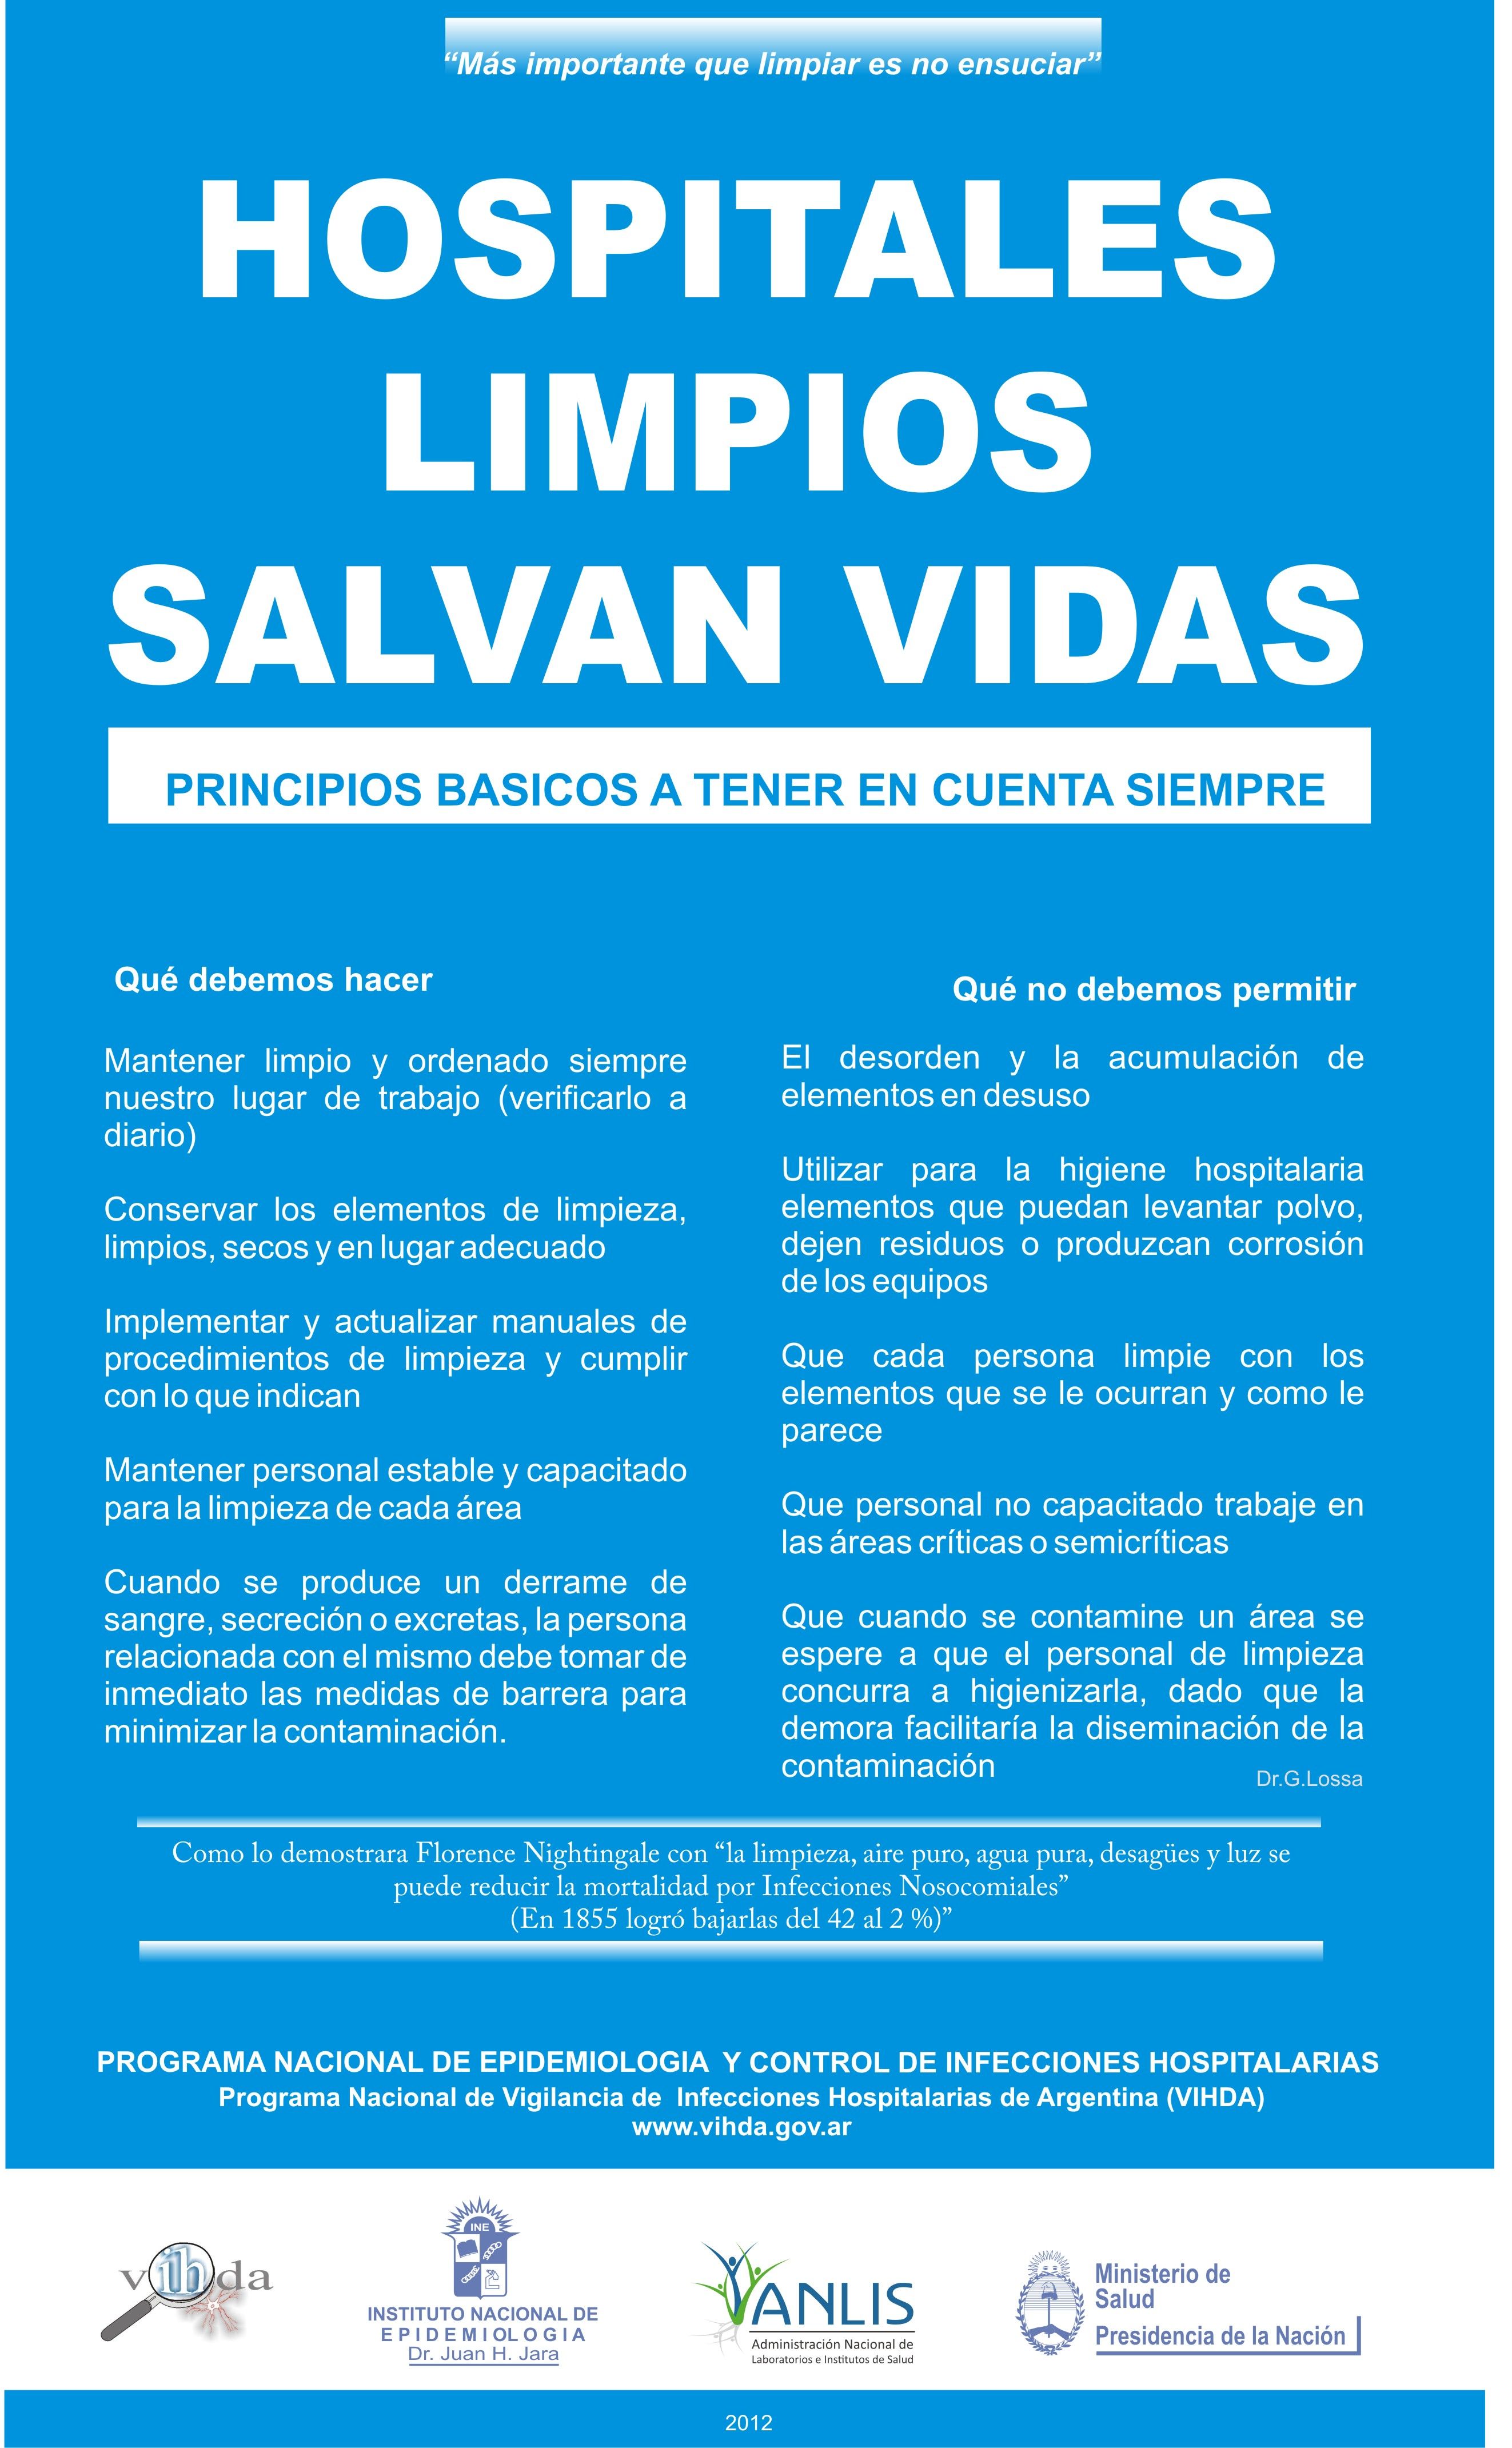 “Más importante que limpiar es no ensuciar”
HOSPITALES
LIMPIOS
SALVAN VIDAS
PRINCIPIOS BASICOS A TENER EN CUENTA SIEMPRE
Qué debemos hacer
Mantener limpio y ordenado siempre
nuestro lugar de trabajo (verificarlo a
diario)
Conservar los elementos de limpieza,
limpios, secos y en lugar adecuado
Implementar y actualizar manuales de
procedimientos de limpieza y cumplir
con lo que indican
Mantener personal estable y capacitado
para la limpieza de cada área
Cuando se produce un derrame de
sangre, secreción o excretas, la persona
relacionada con el mismo debe tomar de
inmediato las medidas de barrera para
minimizar la contaminación.
Qué no debemos permitir
El desorden y la acumulación de
elementos en desuso
Utilizar para la higiene hospitalaria
elementos que puedan levantar polvo,
dejen residuos o produzcan corrosión
de los equipos
Que cada persona limpie con los
elementos que se le ocurran y como le
parece
Que personal no capacitado trabaje en
las áreas críticas o semicríticas
Que cuando se contamine un área se
espere a que el personal de limpieza
concurra a higienizarla, dado que la
demora facilitaría la diseminación de la
contaminación
Dr.G.Lossa
Como lo demostrara Florence Nightingale con “la limpieza, aire puro, agua pura, desagües y luz se
puede reducir la mortalidad por Infecciones Nosocomiales”
(En 1855 logró bajarlas del 42 al 2 %)”
PROGRAMA NACIONAL DE EPIDEMIOLOGIA Y CONTROL DE INFECCIONES HOSPITALARIAS
Programa Nacional de Vigilancia de Infecciones Hospitalarias de Argentina (VIHDA)
www.vihda.gov.ar
vihda
INE
INSTITUTO NACIONAL DE
EPIDEMIOLOGIA
Dr. Juan H. Jara
ANLIS
Administración Nacional de
Laboratorios e Institutos de Salud
Ministerio de
Salud
Presidencia de la Nación
2012